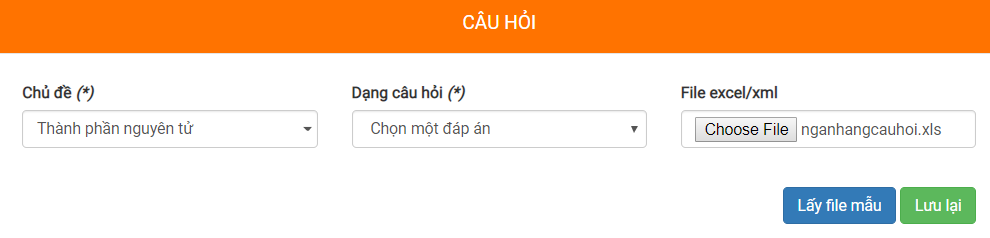 CÂU HỎI
Chủ đề (*)
Dạng câu hỏi (*)
File excel/xml
Thành phần nguyên tử
Chọn một đáp án
Choose File nganhangcauhoi.xls
Lấy file mẫu
Lưu lại